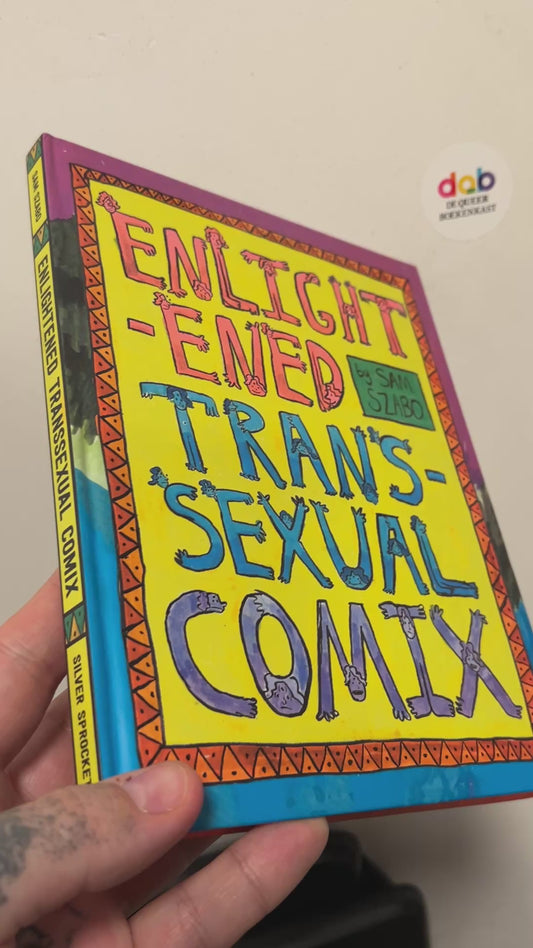 dqb
DE QUEER
BOEKENKAST
SAM SZABO
ENLIGHTENED TRANSSEXUAL COMIX
SILVER SPROCKET
ENLIGHT
-ENED
by SAM
SZABO
TRANS-
SEXUAL
COMIX